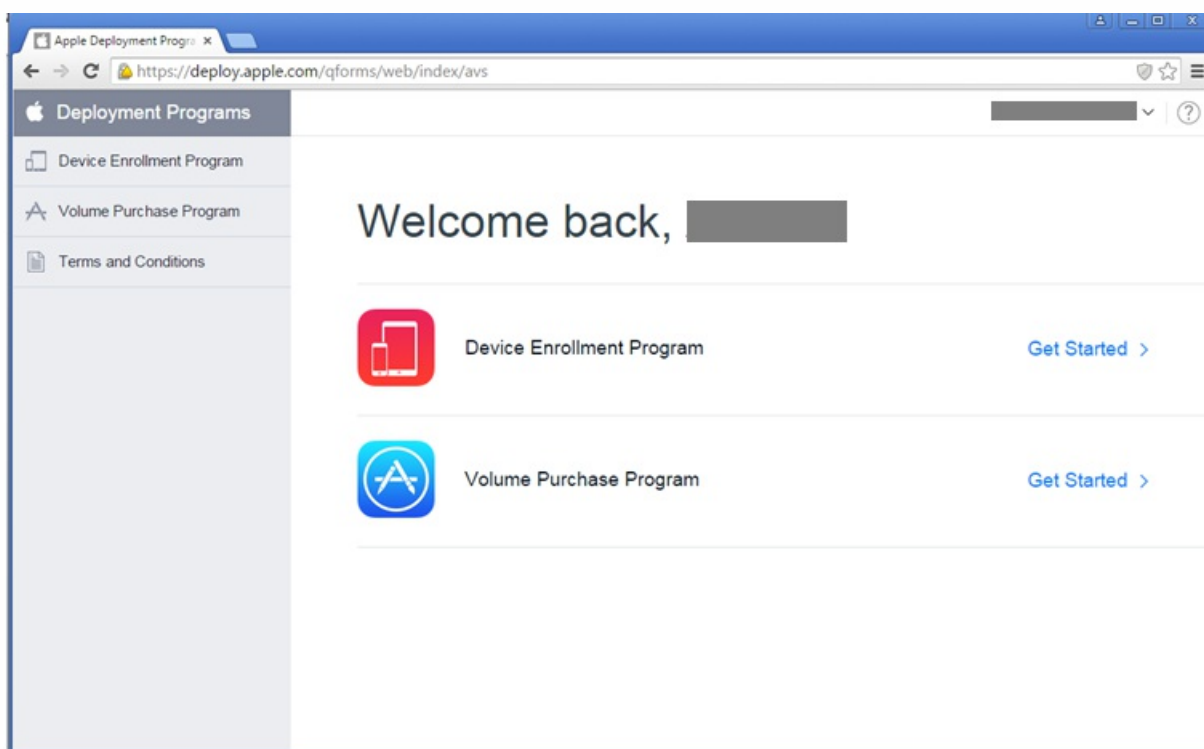 Apple Deployment Progra
https://deploy.apple.com/qforms/web/index/avs
Deployment Programs
Device Enrollment Program
Volume Purchase Program
Terms and Conditions
Welcome back,
Device Enrollment Program
Get Started
Volume Purchase Program
Get Started